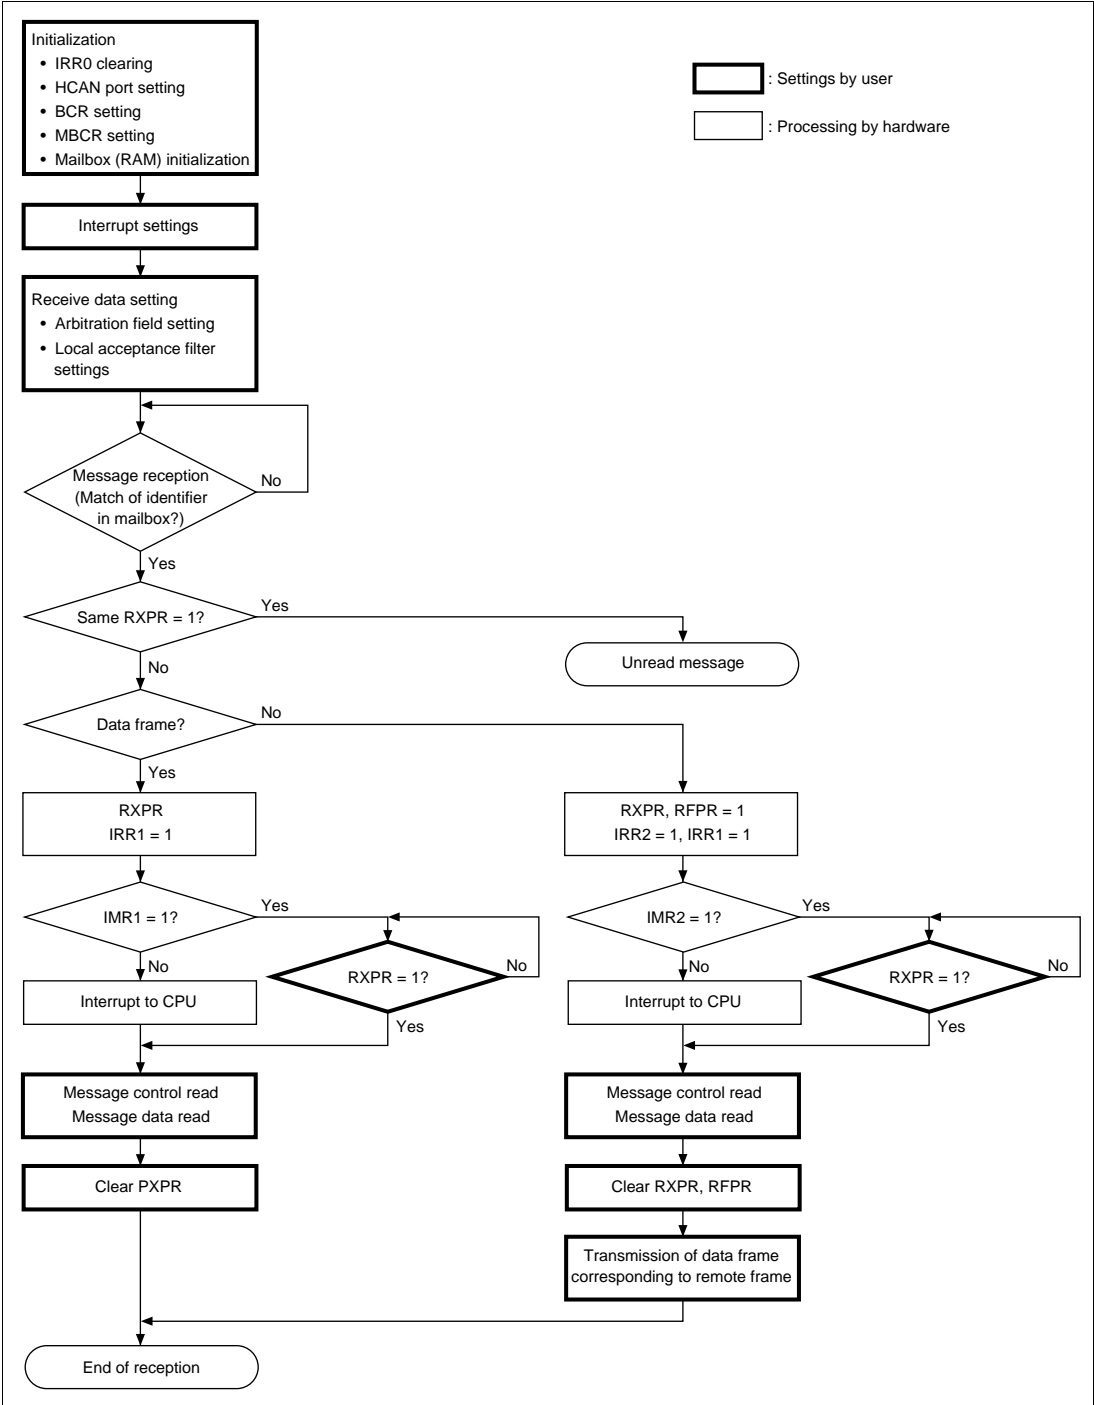 Initialization
• IRR0 clearing
• HCAN port setting
• BCR setting
• MBCR setting
• Mailbox (RAM) initialization
: Settings by user
: Processing by hardware
Interrupt settings
Receive data setting
• Arbitration field setting
• Local acceptance filter
settings
Message reception
(Match of identifier
in mailbox?)
No
Yes
Same RXPR = 1?
Yes
No
Unread message
Data frame?
No
Yes
RXPR
IRR1 = 1
RXPR, RFPR = 1
IRR2 = 1, IRR1 = 1
IMR1 = 1?
Yes
No
RXPR = 1?
No
Yes
IMR2 = 1?
Yes
No
RXPR = 1?
No
Yes
Interrupt to CPU
Interrupt to CPU
Message control read
Message data read
Message control read
Message data read
Clear PXPR
Clear RXPR, RFPR
Transmission of data frame
corresponding to remote frame
End of reception